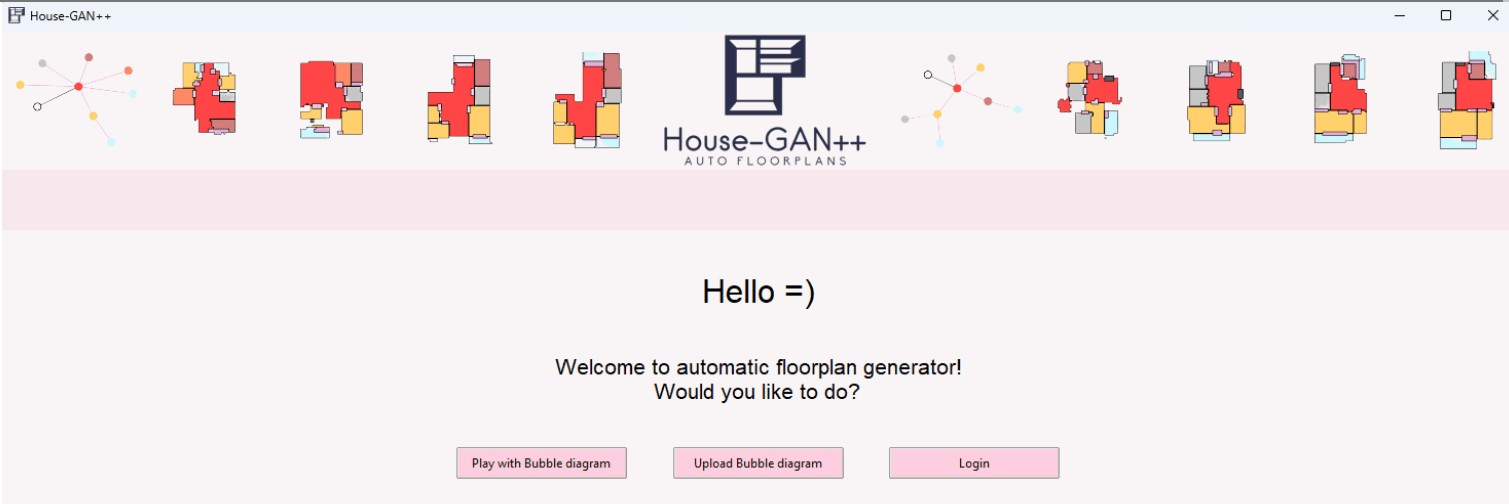 House-GAN++
House-GAN++
AUTO FLOORPLANS
Hello =)
Welcome to automatic floorplan generator!
Would you like to do?
Play with Bubble diagram
Upload Bubble diagram
Login